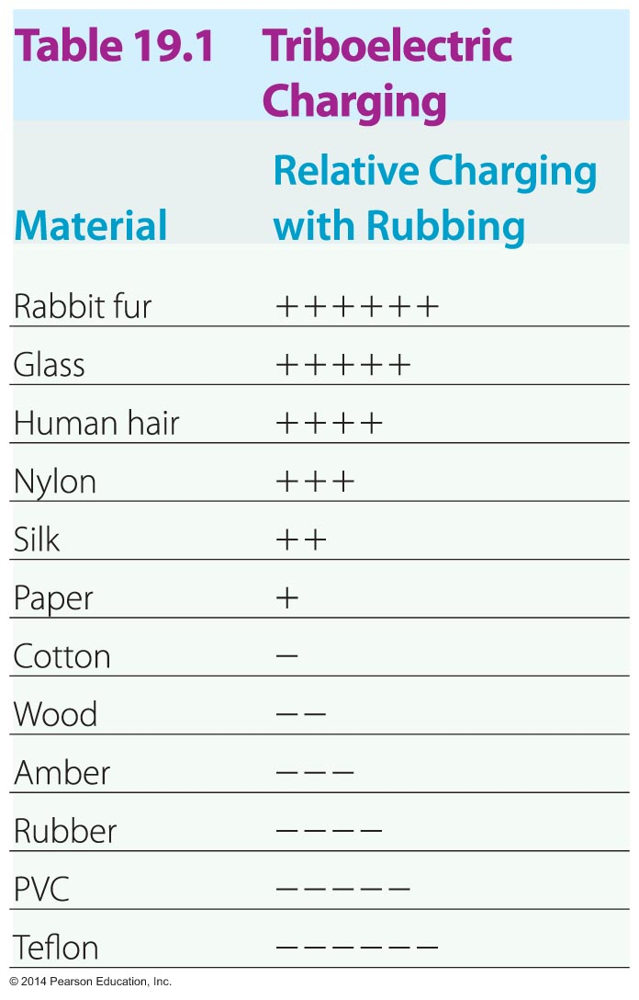 Table 19.1 Triboelectric
Charging
Relative Charging
Material with Rubbing
Rabbit fur ++++++
Glass +++++
Human hair ++++
Nylon +++
Silk ++
Paper +
Cotton −
Wood −−
Amber −−−
Rubber −−−−
PVC −−−−−
Teflon −−−−−−
© 2014 Pearson Education, Inc.